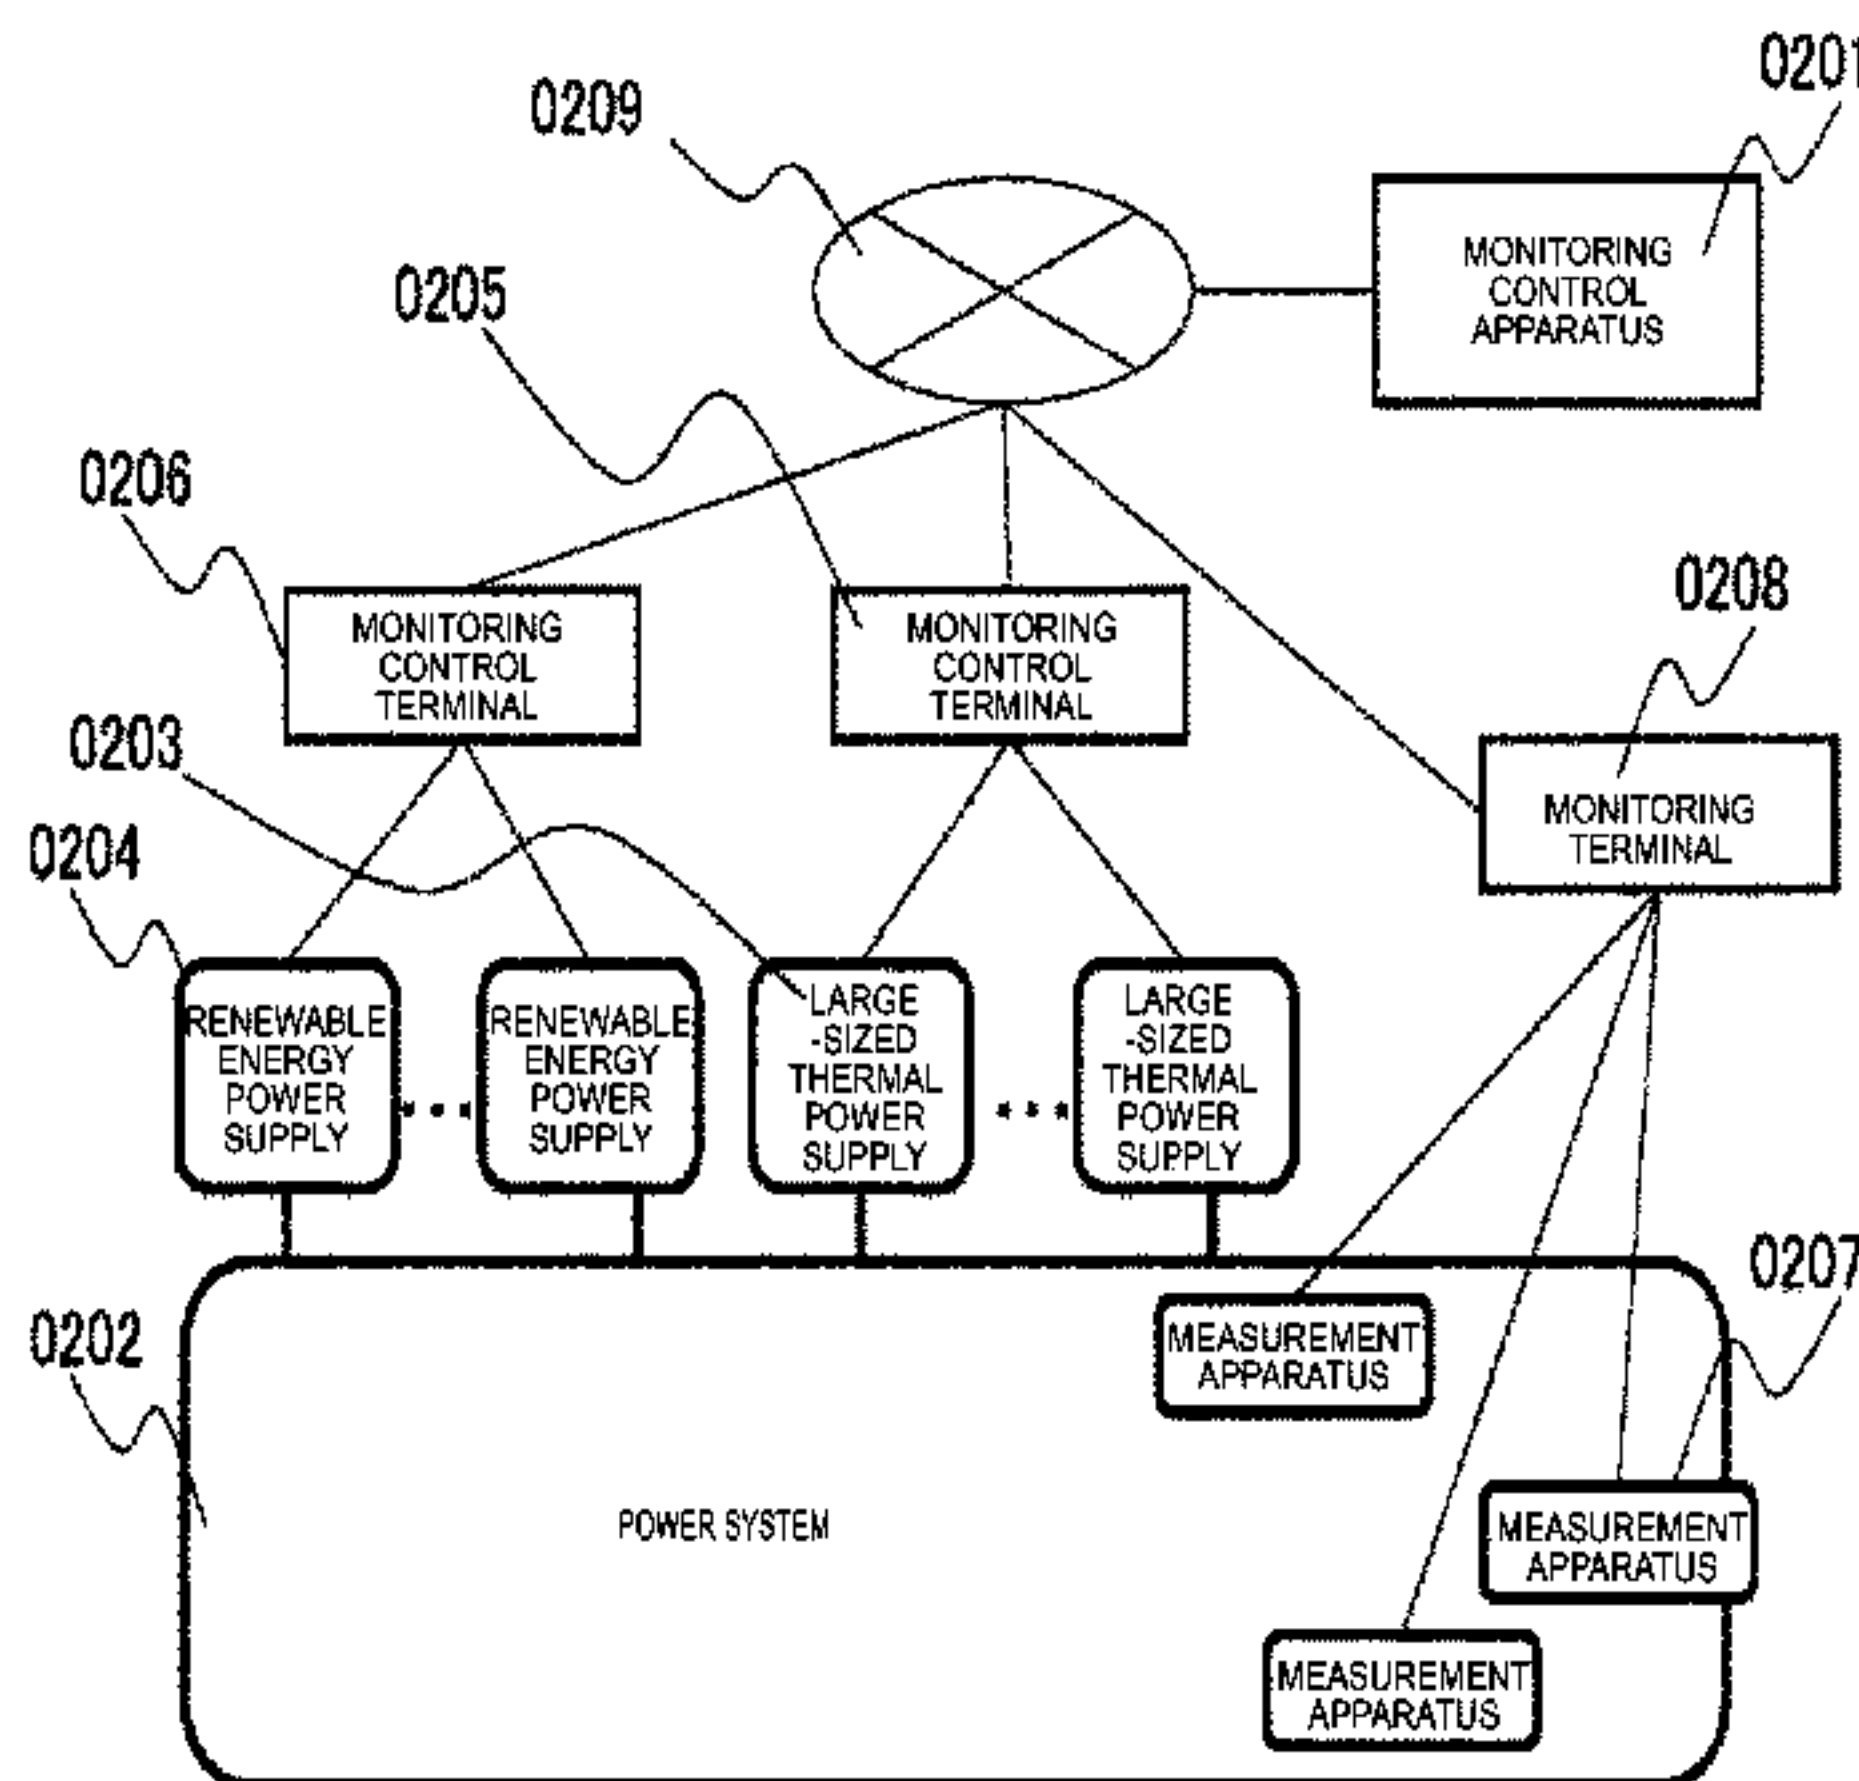 0201
0209
MONITORING
CONTROL
APPARATUS
0205
0206
0208
MONITORING
CONTROL
TERMINAL
MONITORING
CONTROL
TERMINAL
0203
MONITORING
TERMINAL
0204
RENEWABLE
ENERGY
POWER
SUPPLY
RENEWABLE
ENERGY
POWER
SUPPLY
LARGE
-SIZED
THERMAL
POWER
SUPPLY
LARGE
-SIZED
THERMAL
POWER
SUPPLY
0207
0202
MEASUREMENT
APPARATUS
POWER SYSTEM
MEASUREMENT
APPARATUS
MEASUREMENT
APPARATUS